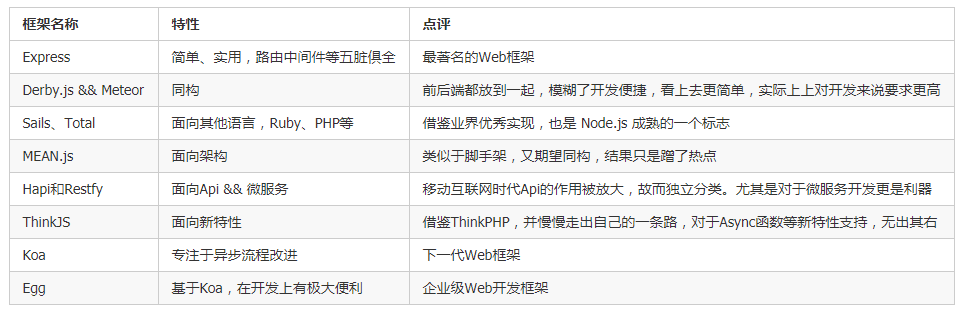 框架名称 特性 点评
Express 简单、实用，路由中间件等五脏俱全 最著名的Web框架
Derby.js && Meteor 同构 前后端都放到一起，模糊了开发便捷，看上去更简单，实际上上对开发来说要求更高
Sails、Total 面向其他语言，Ruby、PHP等 借鉴业界优秀实现，也是 Node.js 成熟的一个标志
MEAN.js 面向架构 类似于脚手架，又期望同构，结果只是蹭了热点
Hapi和Restfy 面向Api && 微服务 移动互联网时代Api的作用被放大，故而独立分类。尤其是对于微服务开发更是利器
ThinkJS 面向新特性 借鉴ThinkPHP，并慢慢走出自己的一条路，对于Async函数等新特性支持，无出其右
Koa 专注于异步流程改进 下一代Web框架
Egg 基于Koa，在开发上有极大便利 企业级Web开发框架